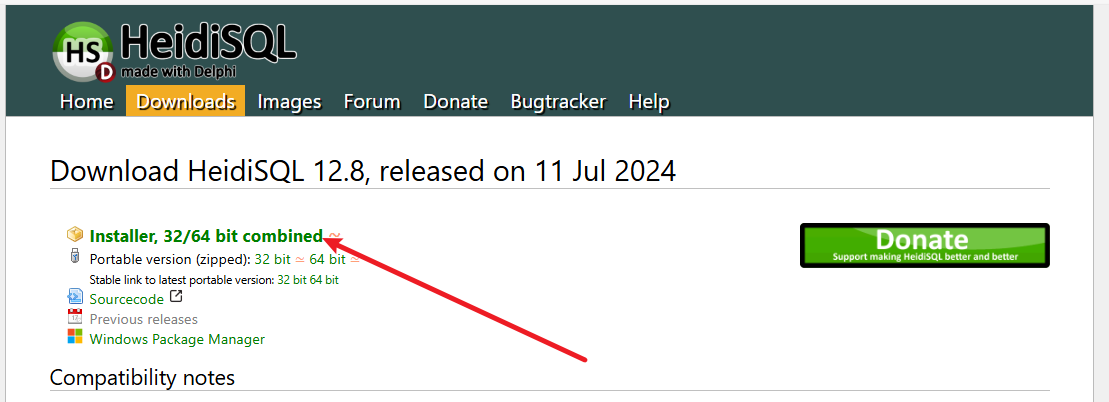 HS
D
HeidiSQL
made with Delphi
Home Downloads Images Forum Donate Bugtracker Help
Download HeidiSQL 12.8, released on 11 Jul 2024
Installer, 32/64 bit combined ≃
Portable version (zipped): 32 bit ≃ 64 bit ≃
Stable link to latest portable version: 32 bit 64 bit
Sourcecode
Previous releases
Windows Package Manager
Donate
Support making HeidiSQL better and better
Compatibility notes